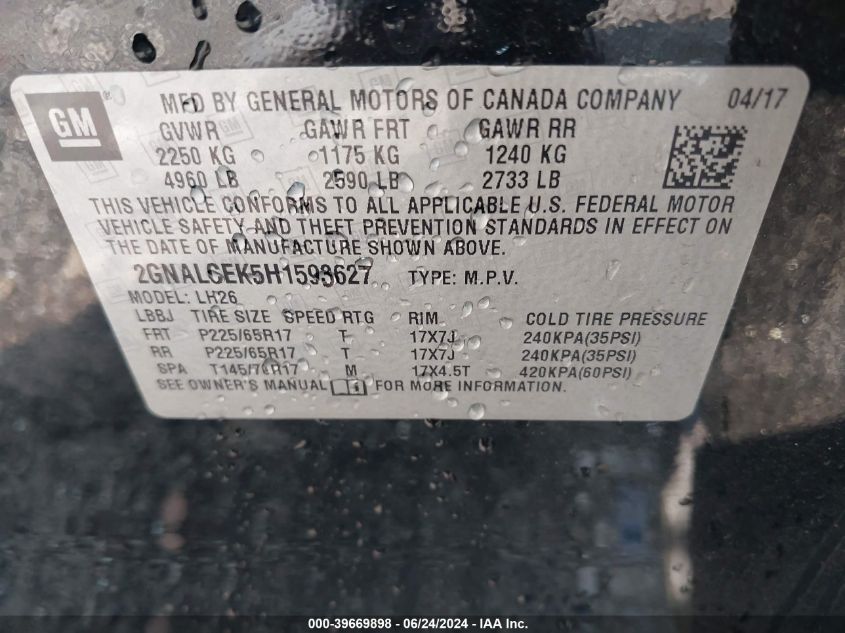 GM
MFD BY GENERAL MOTORS OF CANADA COMPANY 04/17
GVWR GAWR FRT GAWR RR
2250 KG 1175 KG 1240 KG
4960 LB 2590 LB 2733 LB
THIS VEHICLE CONFORMS TO ALL APPLICABLE U.S. FEDERAL MOTOR
VEHICLE SAFETY AND THEFT PREVENTION STANDARDS IN EFFECT ON
THE DATE OF MANUFACTURE SHOWN ABOVE.
2GNALCEK5H1593627 TYPE: M.P.V.
MODEL: LH26
LBBJ TIRE SIZE SPEED RTG RIM COLD TIRE PRESSURE
FRT P225/65R17 T 17X7J 240KPA(35PSI)
RR P225/65R17 T 17X7J 240KPA(35PSI)
SPA T145/70R17 M 17X4.5T 420KPA(60PSI)
SEE OWNER'S MANUAL FOR MORE INFORMATION.
000-39669898 - 06/24/2024 - IAA Inc.